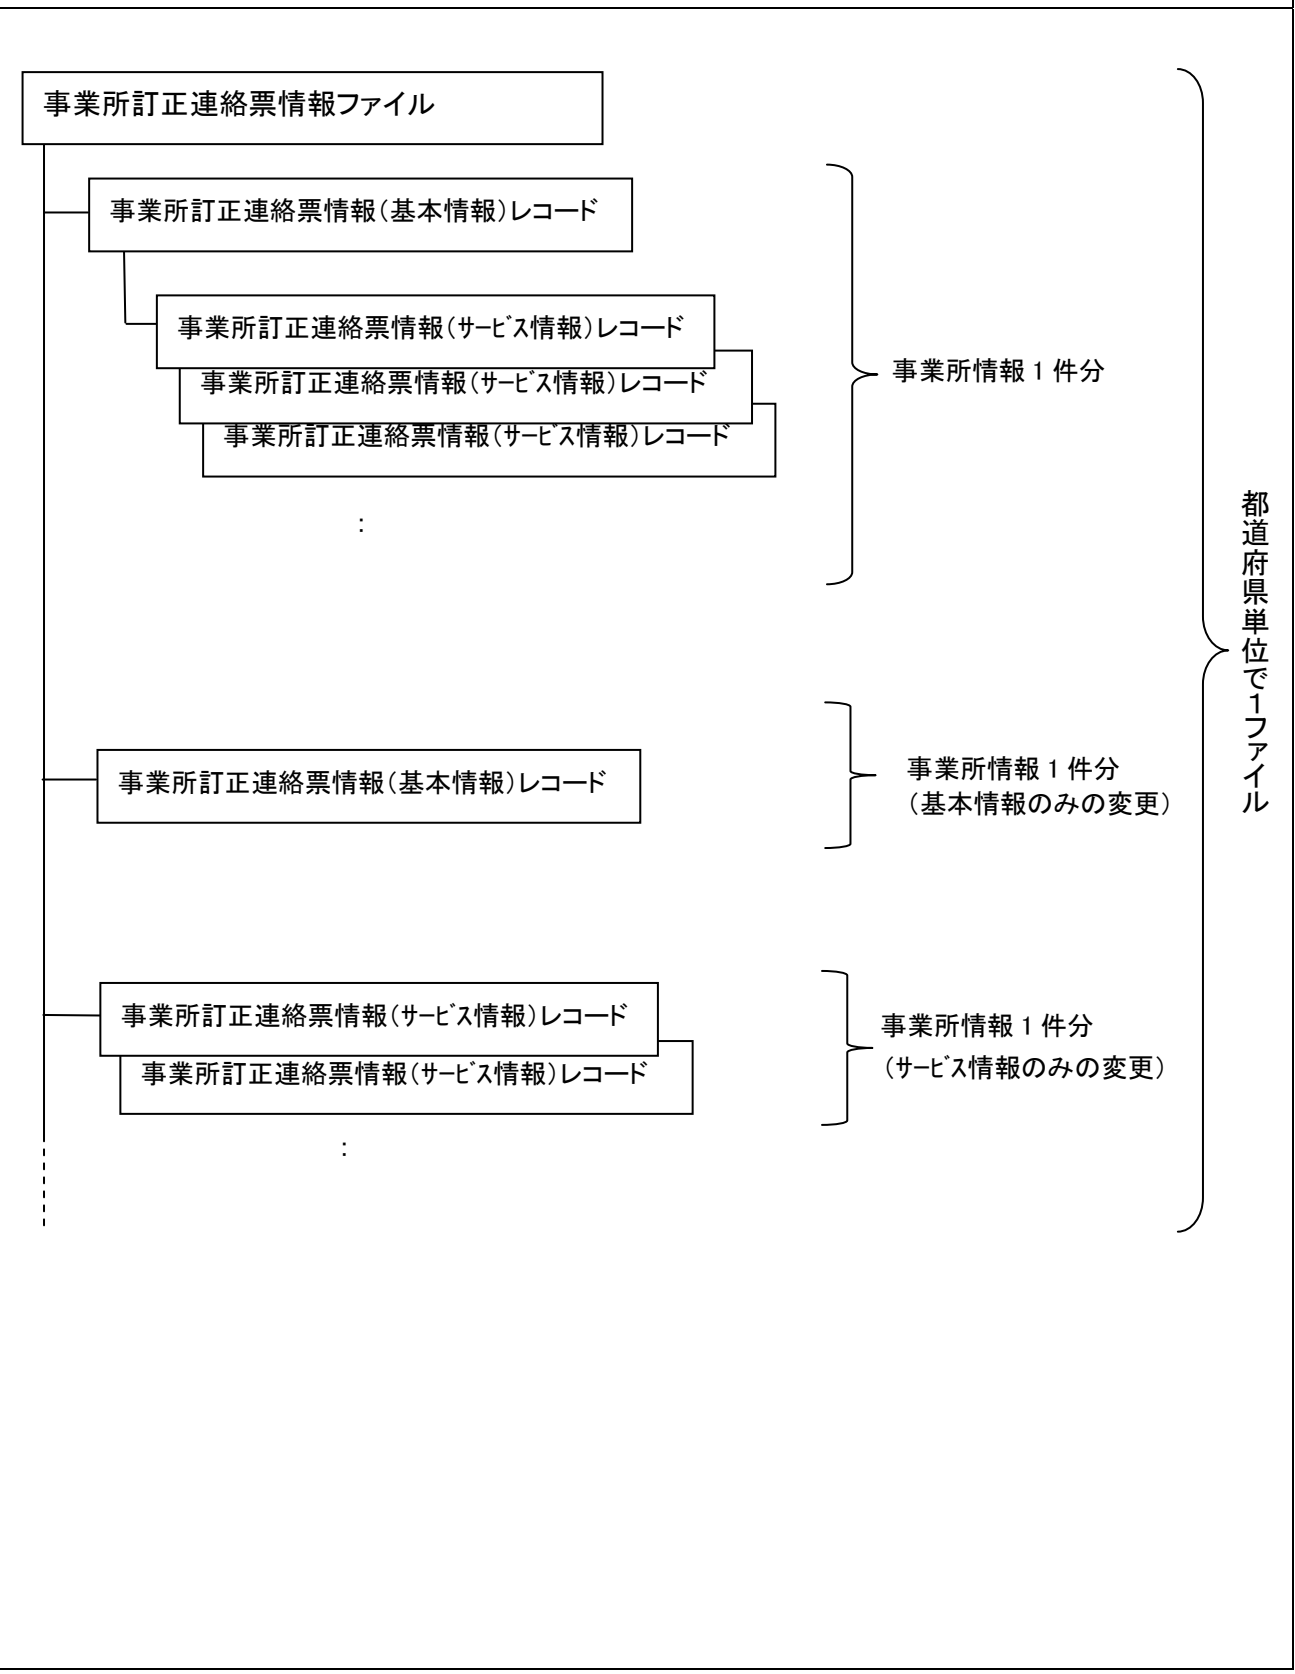 事業所訂正連絡票情報ファイル
事業所訂正連絡票情報（基本情報）レコード
事業所訂正連絡票情報（ｻｰﾋﾞｽ情報）レコード
事業所訂正連絡票情報（ｻｰﾋﾞｽ情報）レコード
事業所訂正連絡票情報（ｻｰﾋﾞｽ情報）レコード
：
事業所情報１件分
事業所訂正連絡票情報（基本情報）レコード
事業所情報１件分
（基本情報のみの変更）
事業所訂正連絡票情報（ｻｰﾋﾞｽ情報）レコード
事業所訂正連絡票情報（ｻｰﾋﾞｽ情報）レコード
：
事業所情報１件分
（ｻｰﾋﾞｽ情報のみの変更）
都道府県単位で１ファイル